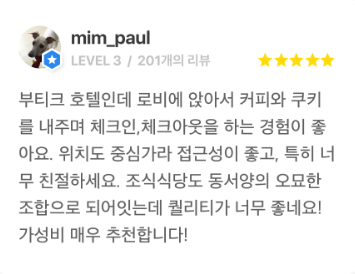 mim_paul
LEVEL 3 / 201개의 리뷰
부티크 호텔인데 로비에 앉아서 커피와 쿠키
를 내주며 체크인,체크아웃을 하는 경험이 좋
아요. 위치도 중심가라 접근성이 좋고, 특히 너
무 친절하세요. 조식식당도 동서양의 오묘한
조합으로 되어잇는데 퀄리티가 너무 좋네요!
가성비 매우 추천합니다!